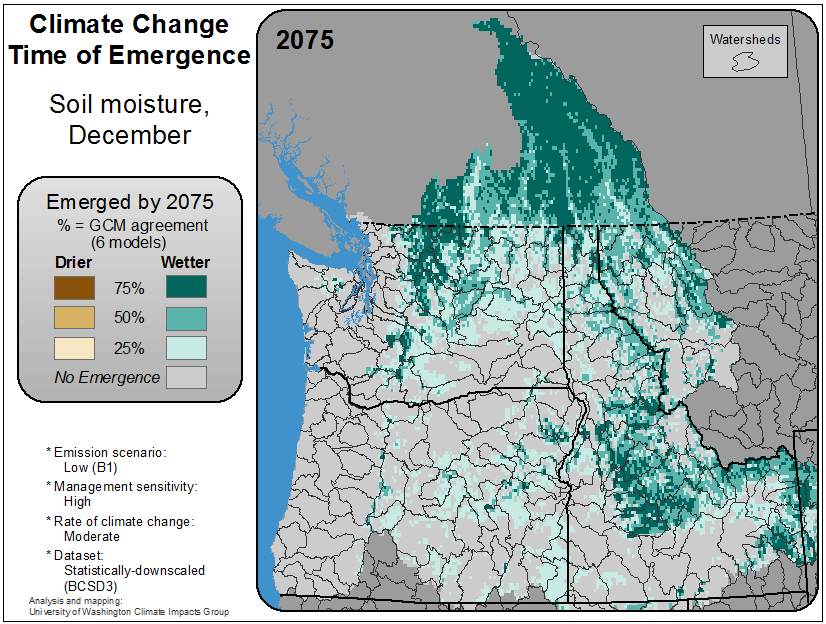 Climate Change
Time of Emergence
Soil moisture,
December
Emerged by 2075
% = GCM agreement
(6 models)
Drier Wetter
75%
50%
25%
No Emergence
* Emission scenario:
Low (B1)
* Management sensitivity:
High
* Rate of climate change:
Moderate
* Dataset:
Statistically-downscaled
(BCSD3)
Analysis and mapping:
University of Washington Climate Impacts Group
2075
Watersheds